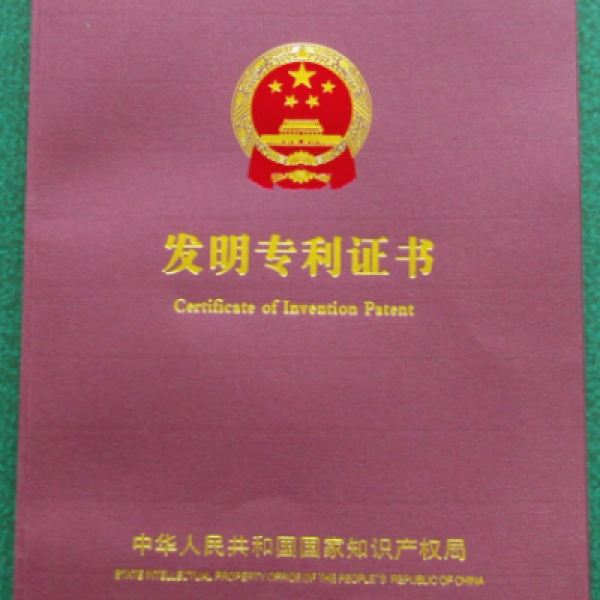 发明专利证书
Certificate of Invention Patent
中华人民共和国国家知识产权局
STATE INTELLECTUAL PROPERTY OFFICE OF THE PEOPLE'S REPUBLIC OF CHINA